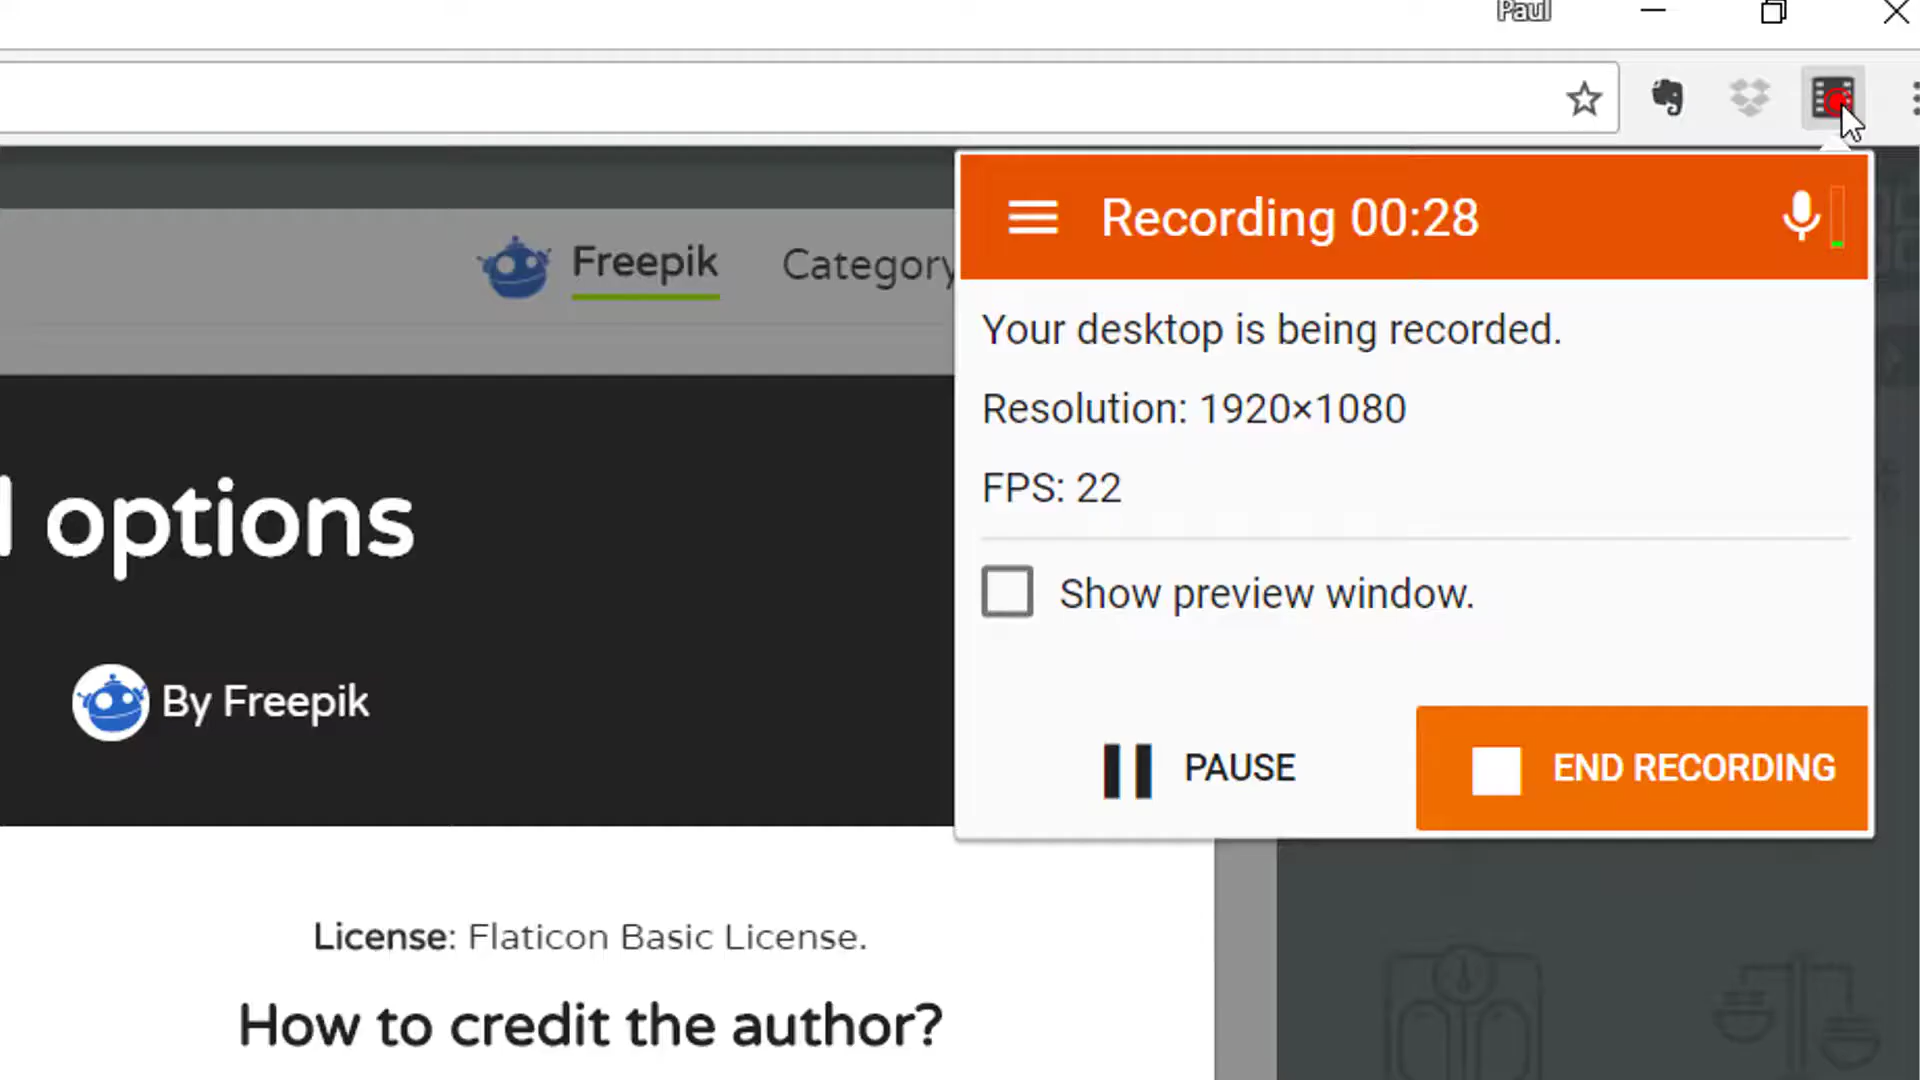 Paul
Freepik
Category
Recording 00:28
Your desktop is being recorded.
Resolution: 1920×1080
FPS: 22
Show preview window.
PAUSE
END RECORDING
options
By Freepik
License: Flaticon Basic License.
How to credit the author?